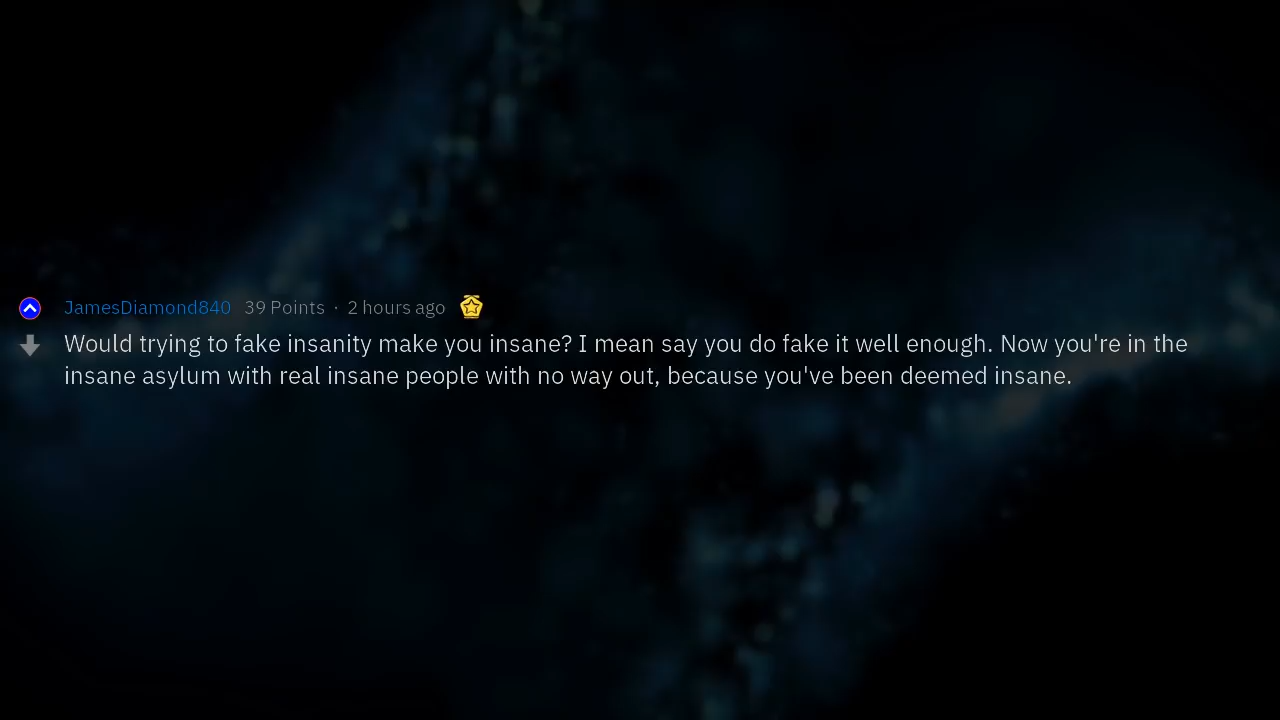 JamesDiamond840 39 Points · 2 hours ago
Would trying to fake insanity make you insane? I mean say you do fake it well enough. Now you're in the
insane asylum with real insane people with no way out, because you've been deemed insane.